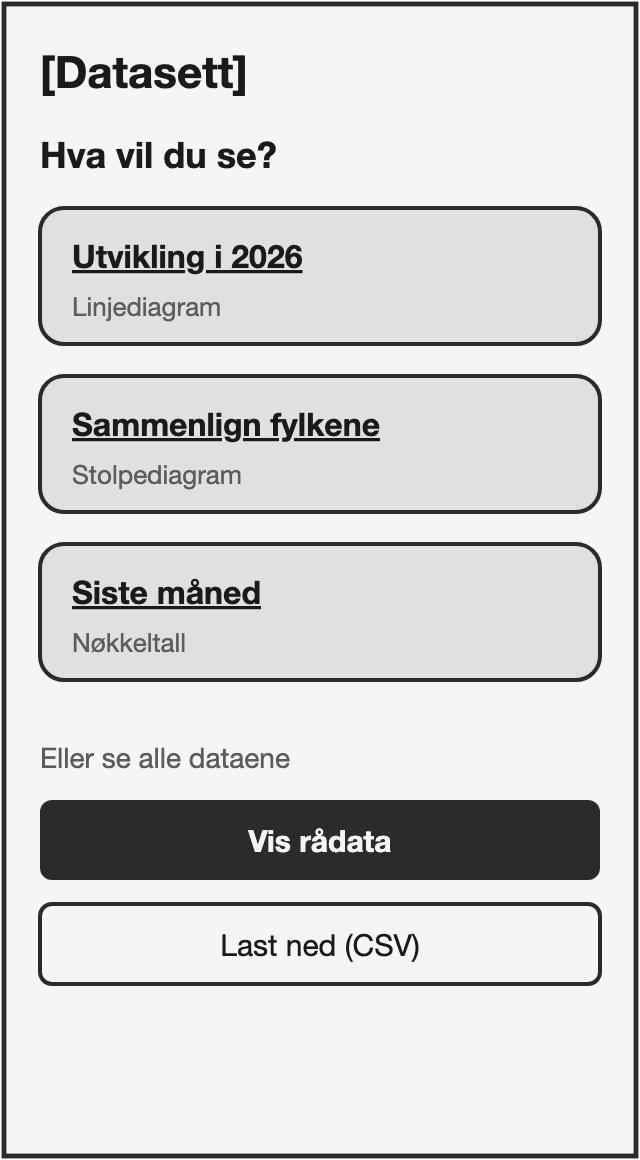 [Datasett]
Hva vil du se?
Utvikling i 2026
Linjediagram
Sammenlign fylkene
Stolpediagram
Siste måned
Nøkkeltall
Eller se alle dataene
Vis rådata
Last ned (CSV)